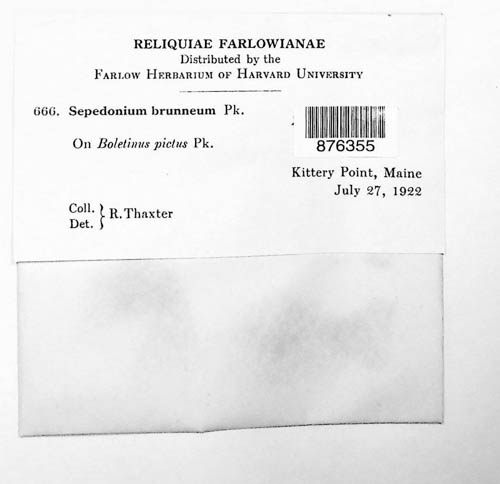 RELIQUIAE FARLOWIANAE
Distributed by the
FARLOW HERBARIUM OF HARVARD UNIVERSITY
666. Sepedonium brunneum Pk.
876355
On Boletinus pictus Pk.
Kittery Point, Maine
July 27, 1922
Coll. } R. Thaxter
Det.